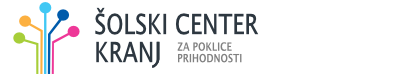 ŠOLSKI CENTER
KRANJ ZA POKLICE
PRIHODNOSTI